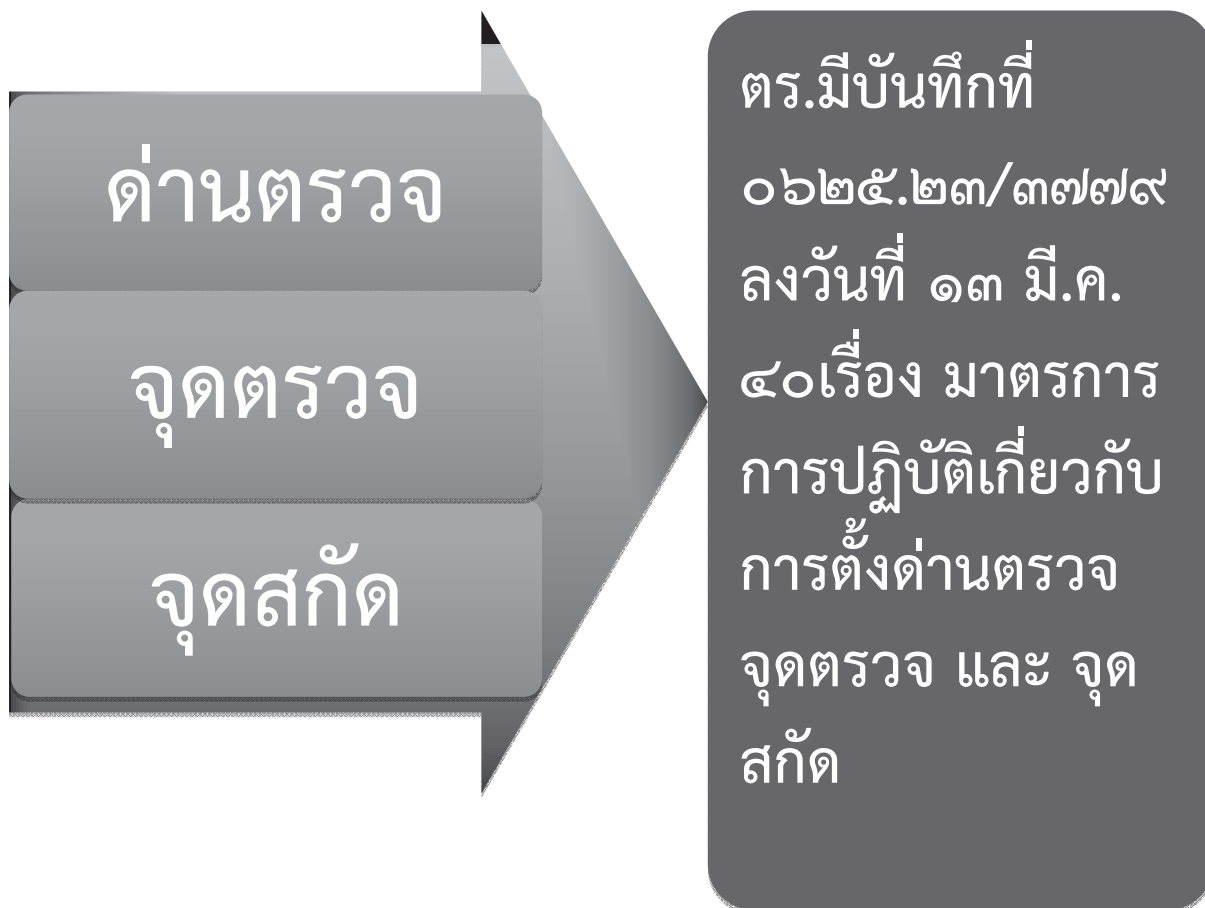 ด่านตรวจ
จุดตรวจ
จุดสกัด
ตร.มีบันทึกที่
๐๖๒๕.๒๓/๓๗๗๙
ลงวันที่ ๑๓ มี.ค.
๔๐เรื่อง มาตรการ
การปฏิบัติเกี่ยวกับ
การตั้งด่านตรวจ
จุดตรวจ และ จุด
สกัด